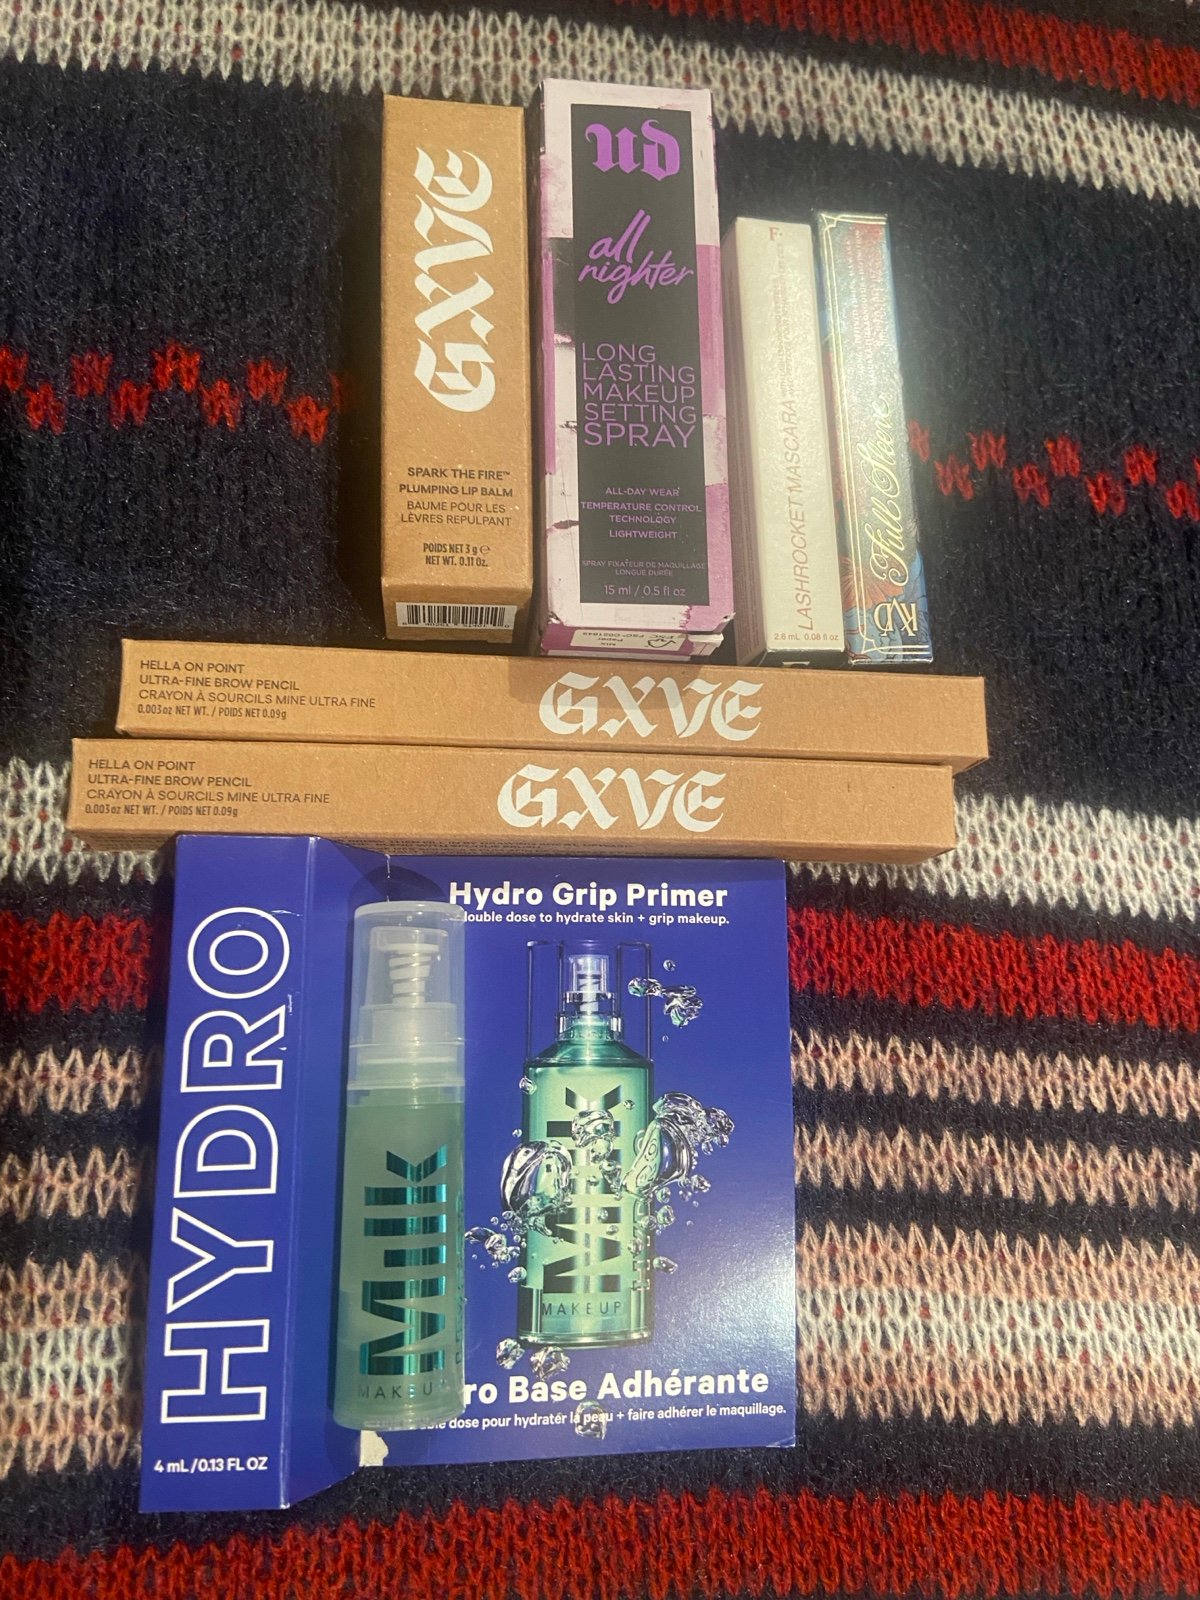 GXVE
SPARK THE FIRE™
PLUMPING LIP BALM
BAUME POUR LES
LÈVRES REPULPANT
POIDS NET 3 g ℮
NET WT. 0.11 Oz.
UD
all
nighter
LONG
LASTING
MAKEUP
SETTING
SPRAY
ALL-DAY WEAR
TEMPERATURE CONTROL
TECHNOLOGY
LIGHTWEIGHT
SPRAY FIXATEUR DE MAQUILLAGE
LONGUE DURÉE
15 ml / 0.5 fl oz
F.
LASHROCKET MASCARA
2.6 mL 0.08 fl oz
Full Sleeve
KVD
HELLA ON POINT
ULTRA-FINE BROW PENCIL
CRAYON À SOURCILS MINE ULTRA FINE
0.003oz NET WT. / POIDS NET 0.09g
GXVE
HELLA ON POINT
ULTRA-FINE BROW PENCIL
CRAYON À SOURCILS MINE ULTRA FINE
0.003oz NET WT. / POIDS NET 0.09g
GXVE
HYDRO
4 mL/0.13 FL OZ
Hydro Grip Primer
double dose to hydrate skin + grip makeup.
Milk
MAKEUP
Milk
MAKEUP
ro Base Adhérante
dose pour hydrater la peau + faire adhérer le maquillage.